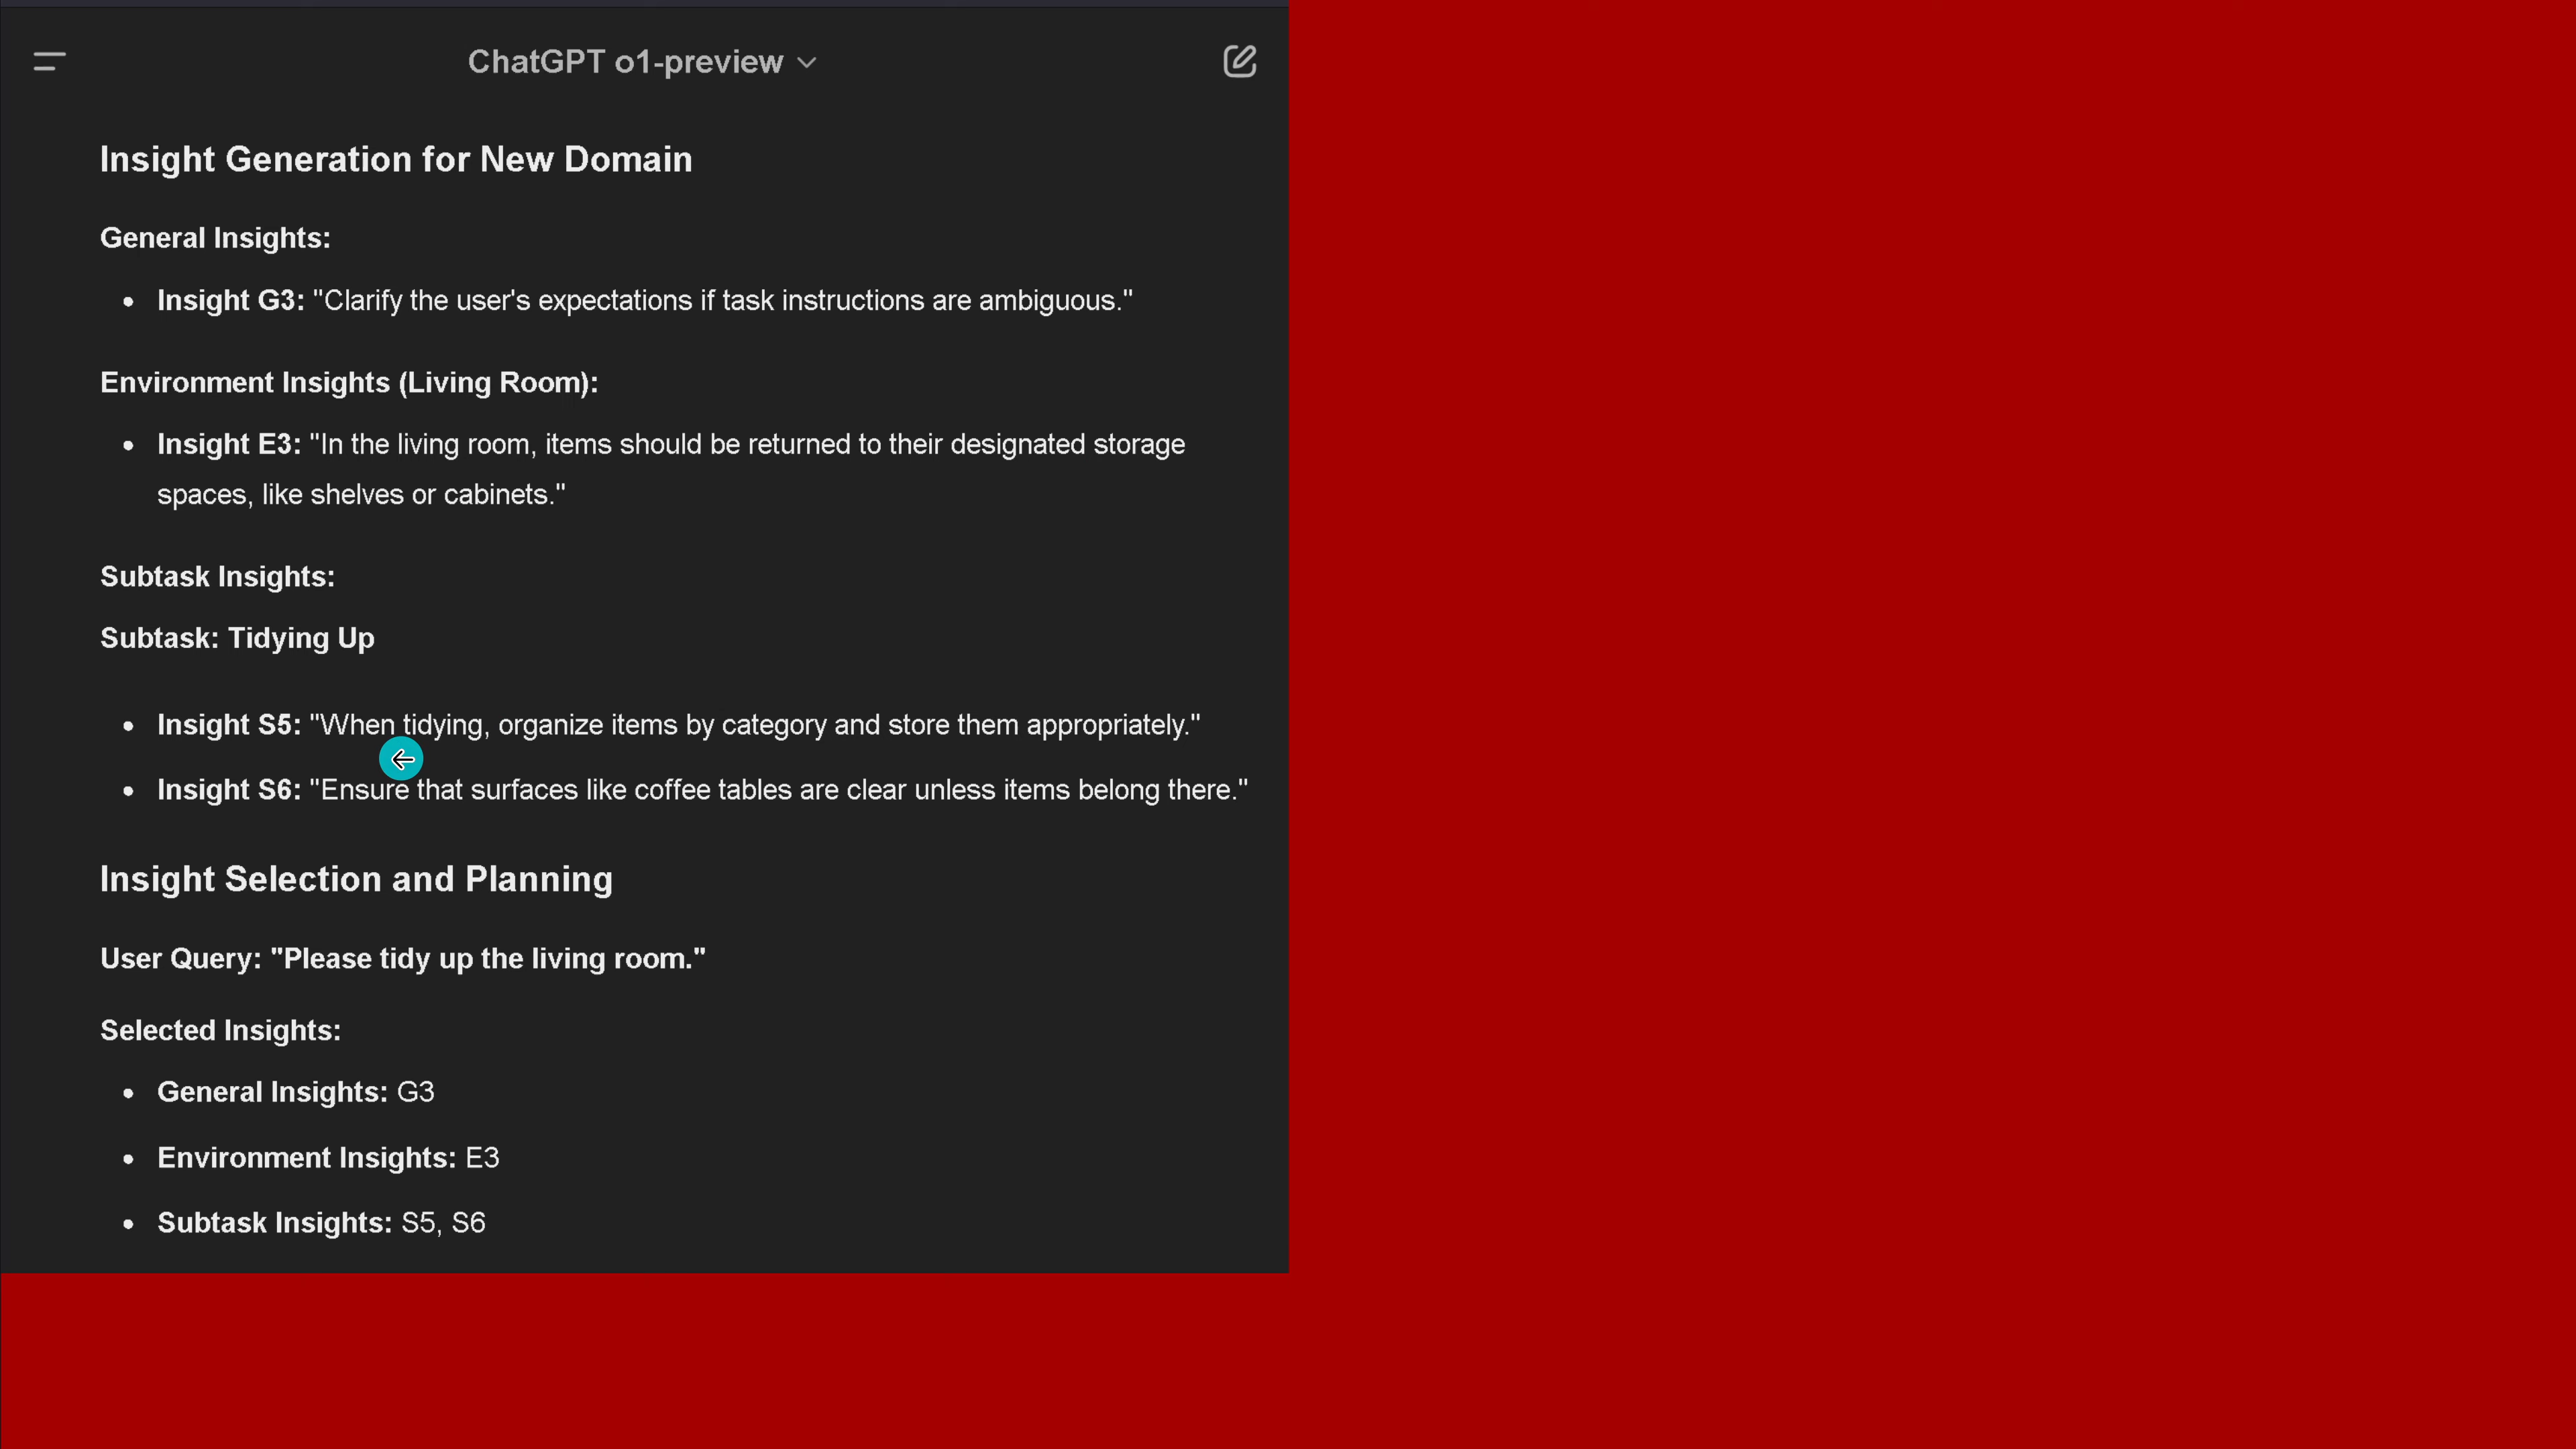 ChatGPT o1-preview
Insight Generation for New Domain
General Insights:
Insight G3: "Clarify the user's expectations if task instructions are ambiguous."
Environment Insights (Living Room):
Insight E3: "In the living room, items should be returned to their designated storage
spaces, like shelves or cabinets."
Subtask Insights:
Subtask: Tidying Up
Insight S5: "When tidying, organize items by category and store them appropriately."
Insight S6: "Ensure that surfaces like coffee tables are clear unless items belong there."
Insight Selection and Planning
User Query: "Please tidy up the living room."
Selected Insights:
General Insights: G3
Environment Insights: E3
Subtask Insights: S5, S6